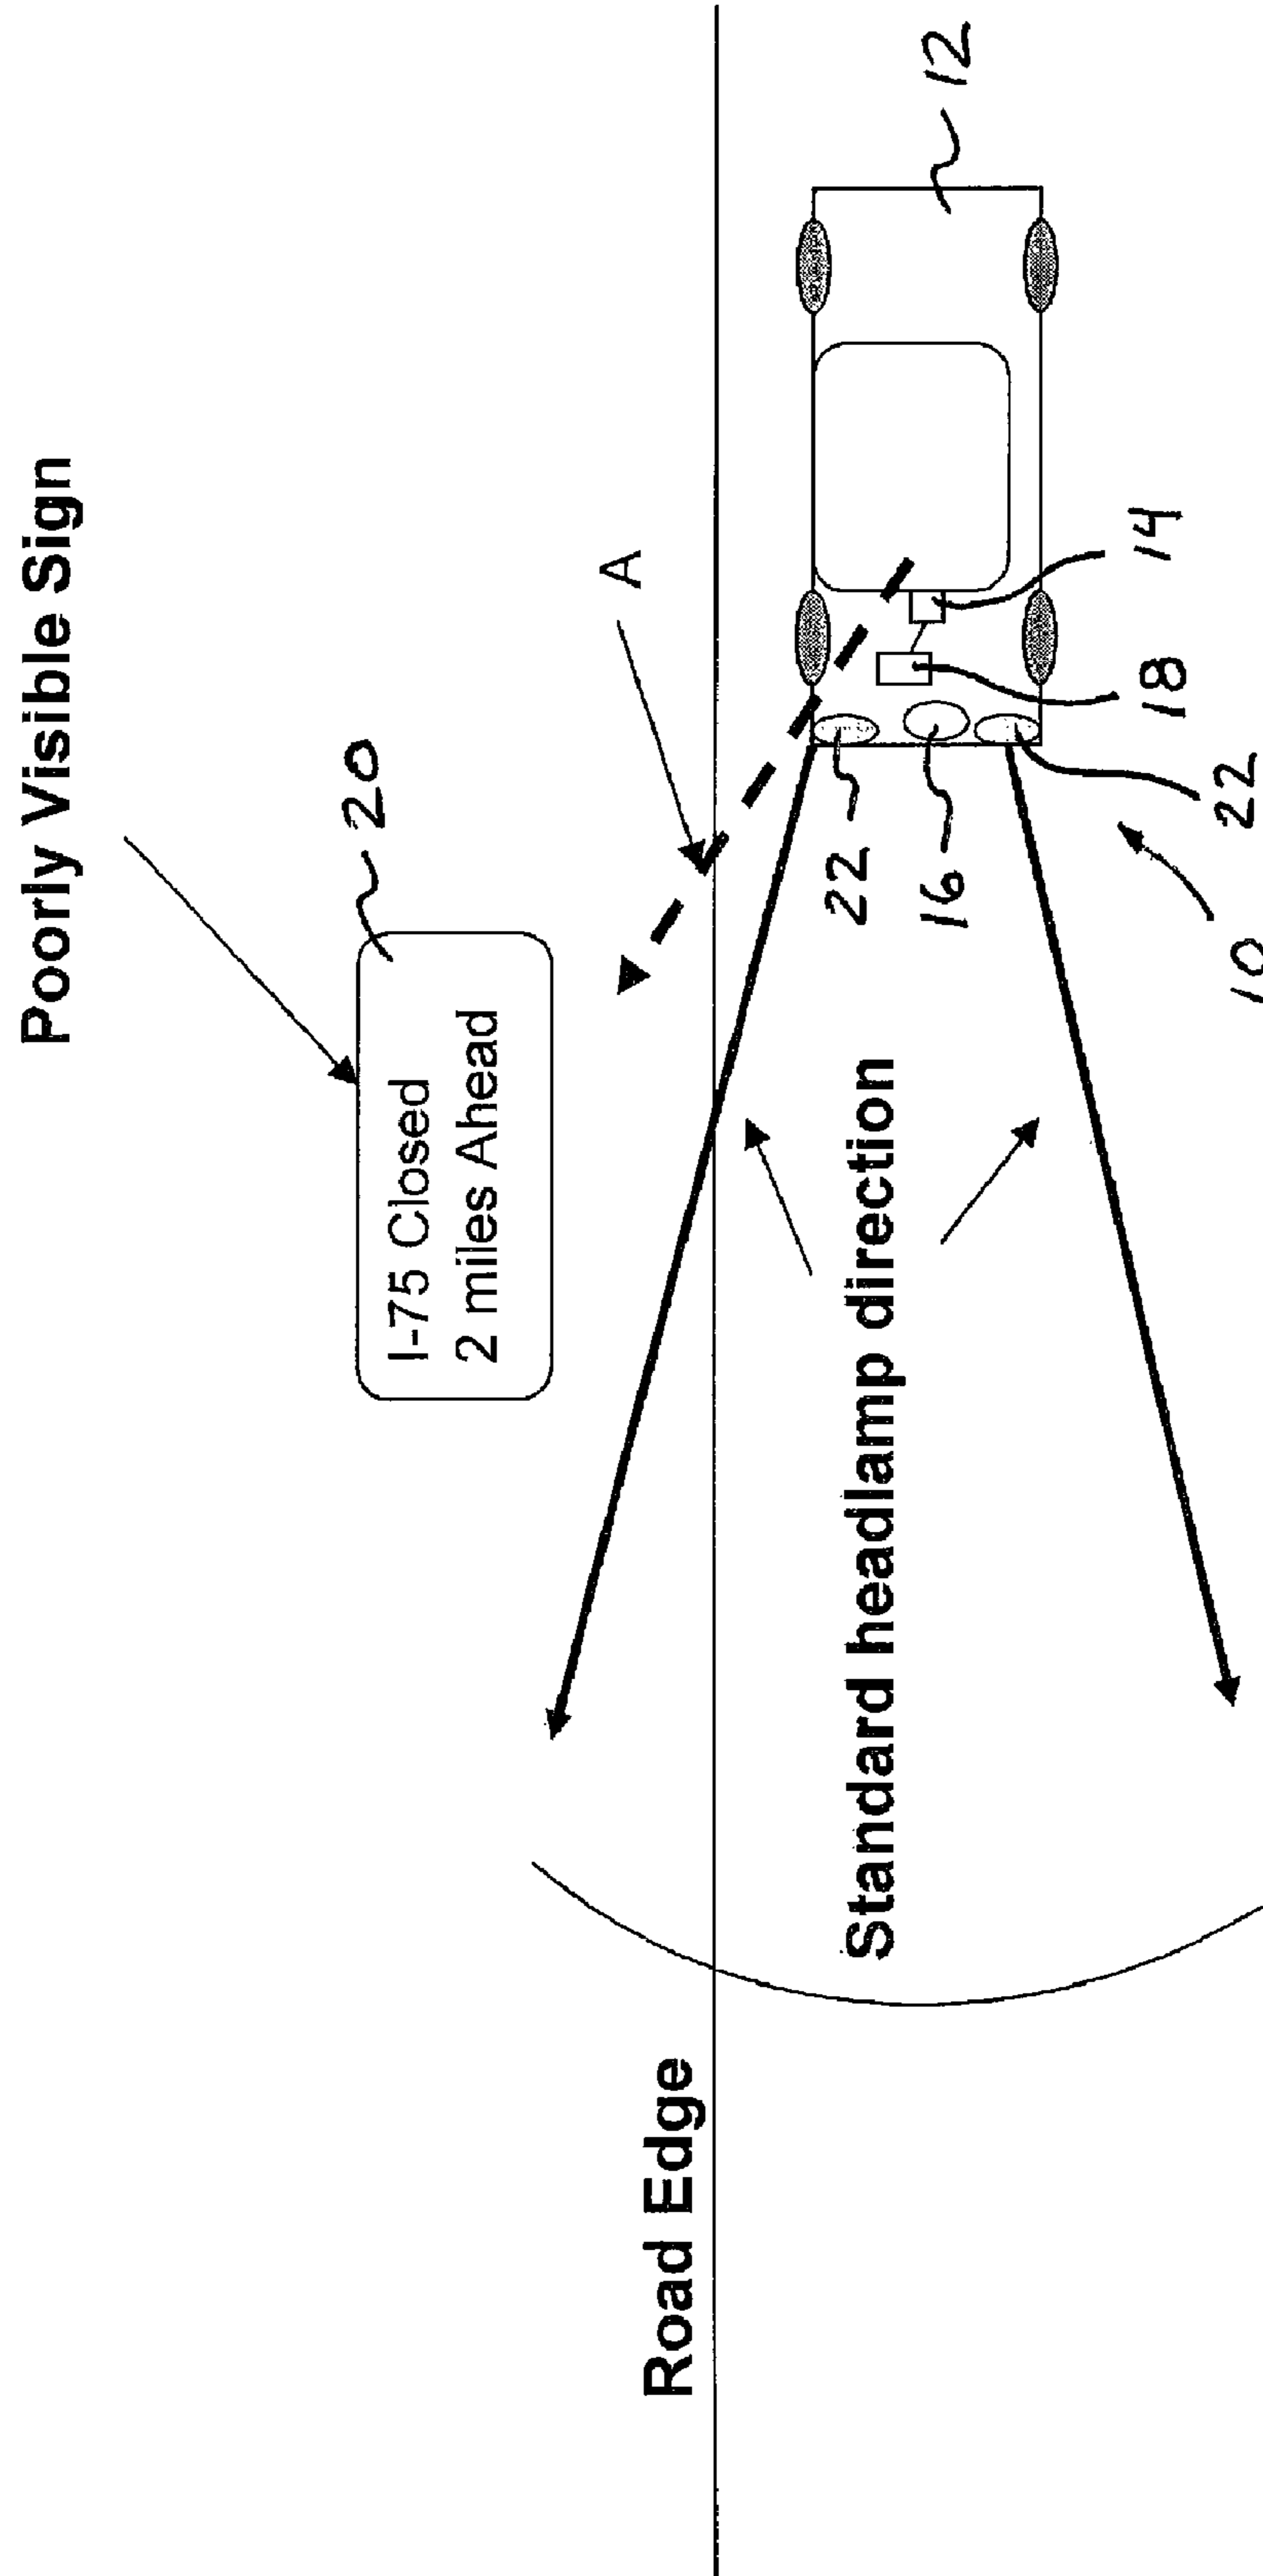 Poorly Visible Sign
20
I-75 Closed
2 miles Ahead
A
Road Edge
Standard headlamp direction
12
22
16
14
18
22
10